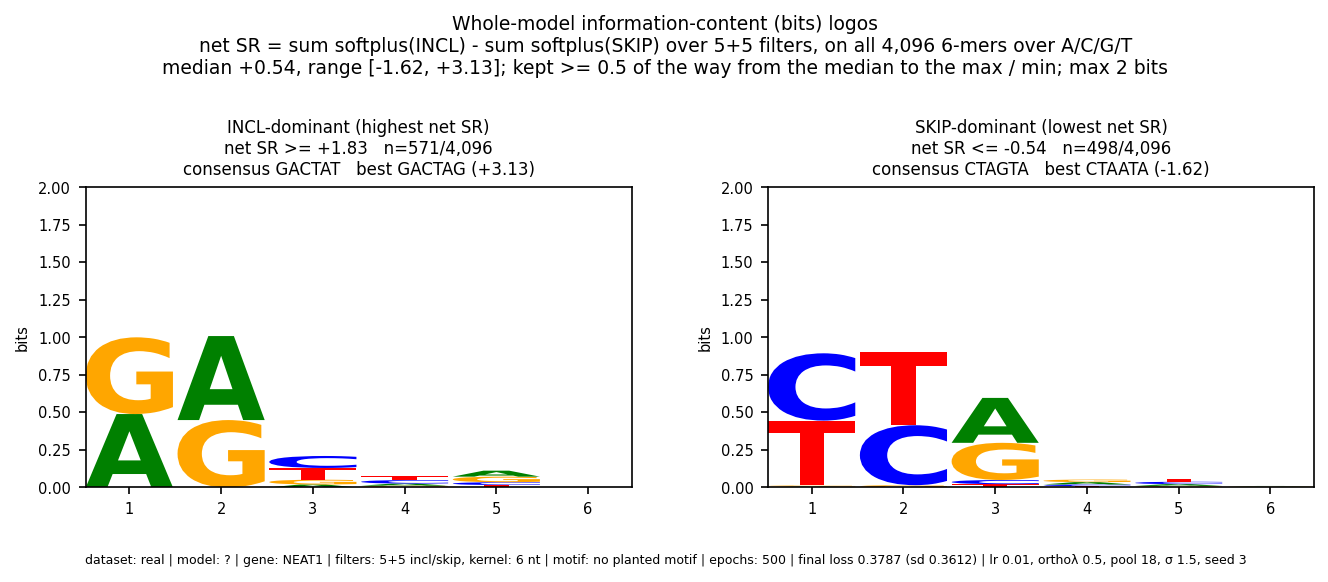 Whole-model information-content (bits) logos
net SR = sum softplus(INCL) - sum softplus(SKIP) over 5+5 filters, on all 4,096 6-mers over A/C/G/T
median +0.54, range [-1.62, +3.13]; kept >= 0.5 of the way from the median to the max / min; max 2 bits
INCL-dominant (highest net SR)
net SR >= +1.83 n=571/4,096
consensus GACTAT best GACTAG (+3.13)
2.00
1.75
1.50
1.25
1.00
0.75
0.50
0.25
0.00
bits
G A
A G
C
T
G
A
T
C
A
A
G
C
T
1 2 3 4 5 6
SKIP-dominant (lowest net SR)
net SR <= -0.54 n=498/4,096
consensus CTAGTA best CTAATA (-1.62)
2.00
1.75
1.50
1.25
1.00
0.75
0.50
0.25
0.00
bits
C T A
T C G
C
T
G
A
C
T
C
A
1 2 3 4 5 6
dataset: real | model: ? | gene: NEAT1 | filters: 5+5 incl/skip, kernel: 6 nt | motif: no planted motif | epochs: 500 | final loss 0.3787 (sd 0.3612) | lr 0.01, orthoλ 0.5, pool 18, σ 1.5, seed 3